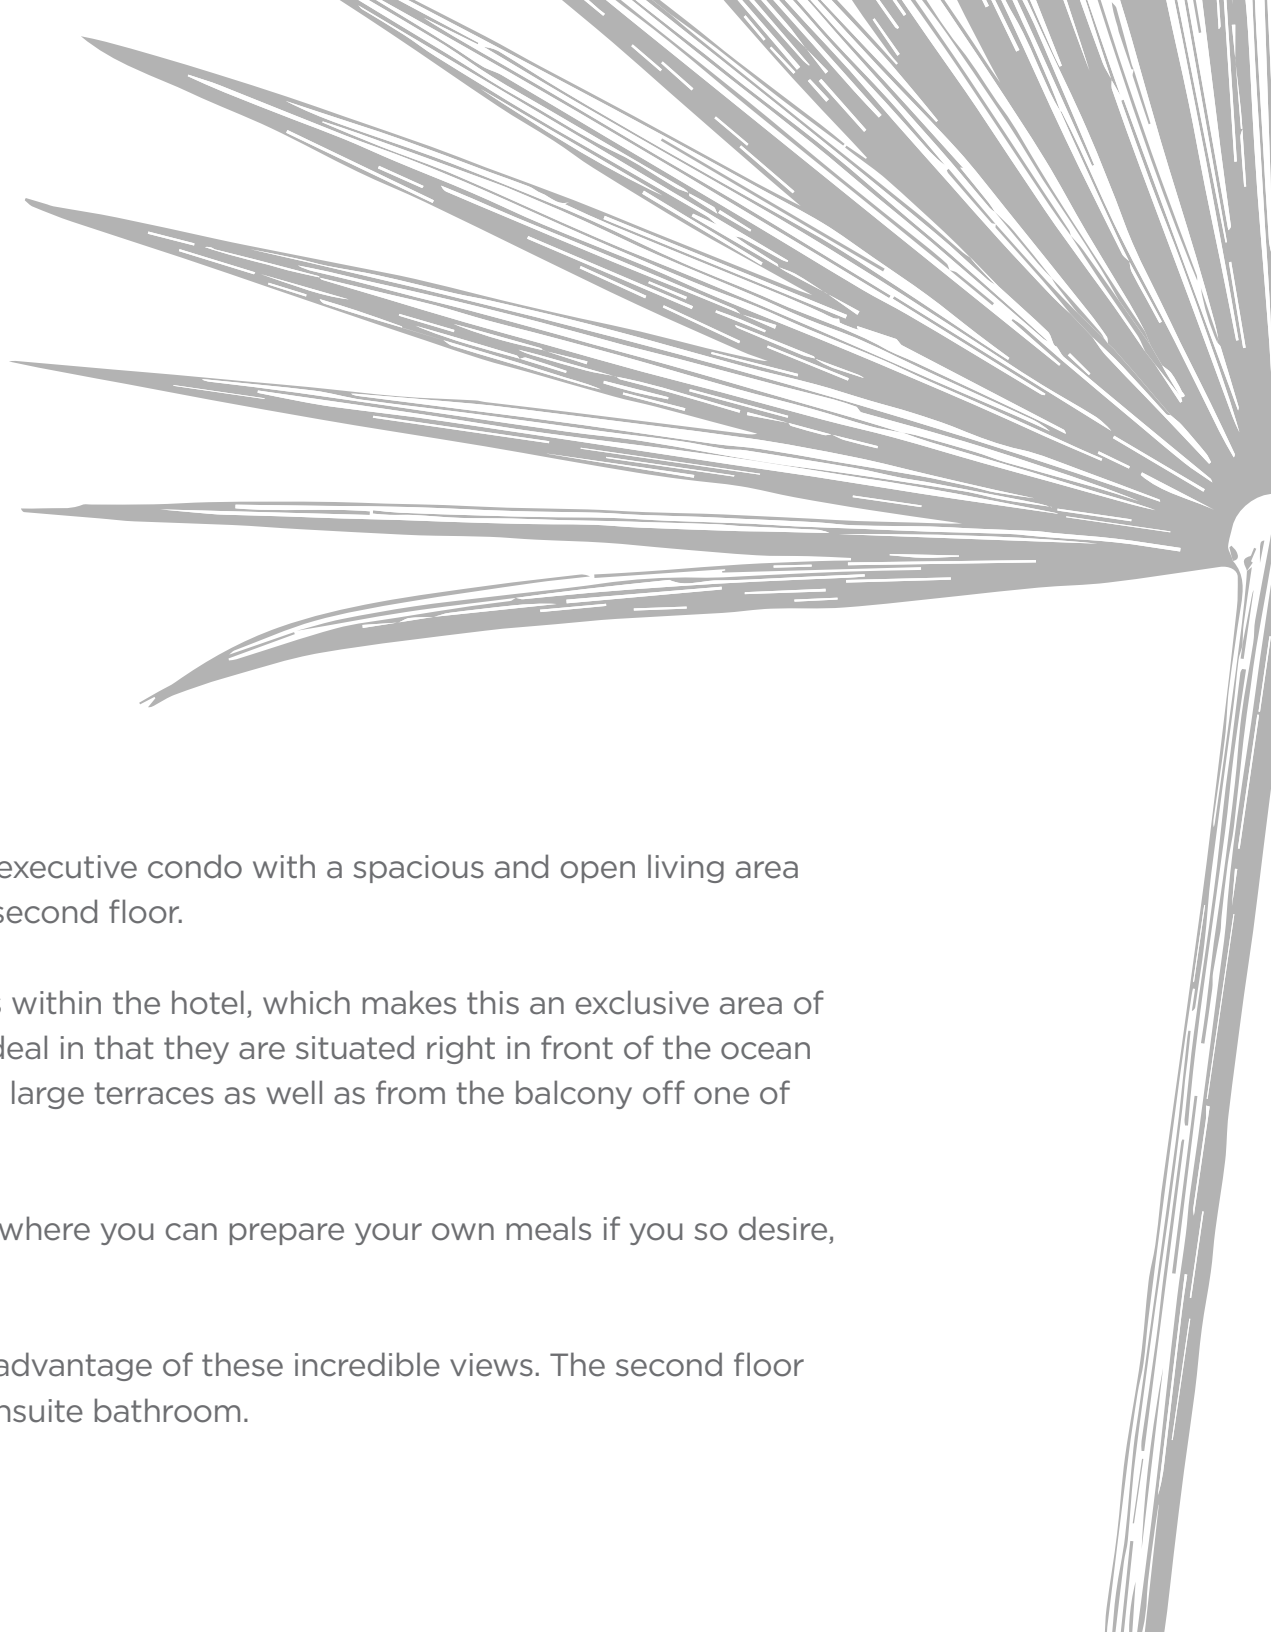 executive condo with a spacious and open living area
second floor.
within the hotel, which makes this an exclusive area of
in that they are situated right in front of the ocean
large terraces as well as from the balcony off one of
where you can prepare your own meals if you so desire,
advantage of these incredible views. The second floor
bathroom.